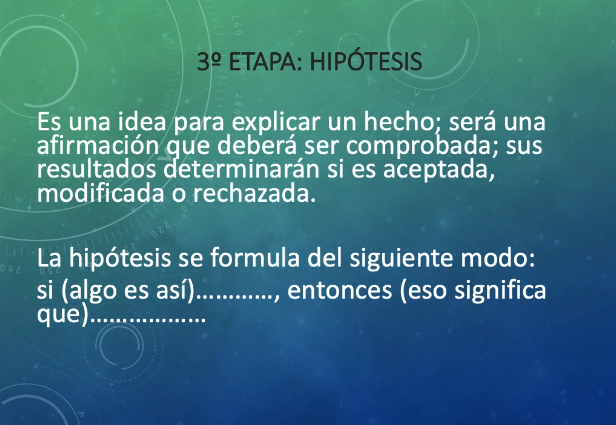 3º ETAPA: HIPÓTESIS
Es una idea para explicar un hecho; será una
afirmación que deberá ser comprobada; sus
resultados determinarán si es aceptada,
modificada o rechazada.
La hipótesis se formula del siguiente modo:
si (algo es así)…………, entonces (eso significa
que)………………